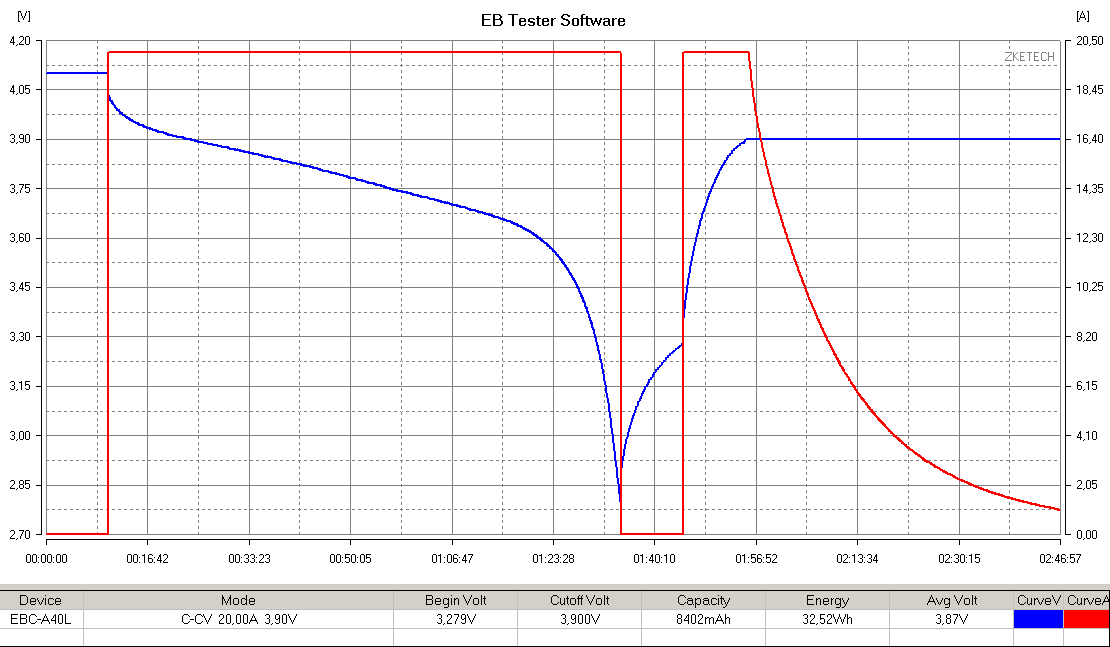 [V] EB Tester Software [A]
4,20 20,50
ZKETECH
4,05 18,45
3,90 16,40
3,75 14,35
3,60 12,30
3,45 10,25
3,30 8,20
3,15 6,15
3,00 4,10
2,85 2,05
2,70 0,00
00:00:00 00:16:42 00:33:23 00:50:05 01:06:47 01:23:28 01:40:10 01:56:52 02:13:34 02:30:15 02:46:57
Device Mode Begin Volt Cutoff Volt Capacity Energy Avg Volt CurveV CurveA
EBC-A40L C-CV 20,00A 3,90V 3,279V 3,900V 8402mAh 32,52Wh 3,87V